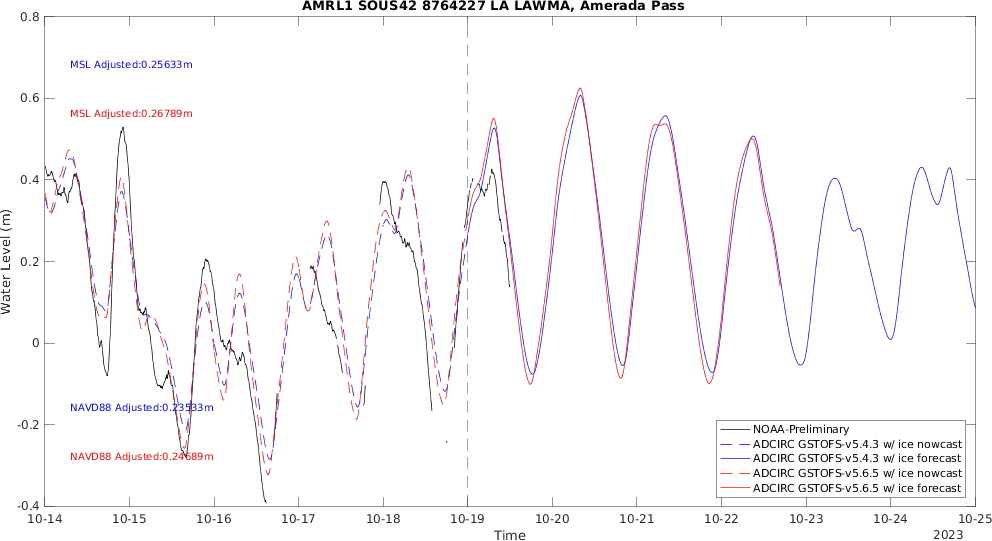 AMRL1 SOUS42 8764227 LA LAWMA, Amerada Pass
0.8
0.6
0.4
0.2
0
-0.2
-0.4
Water Level (m)
MSL Adjusted:0.25633m
MSL Adjusted:0.26789m
NAVD88 Adjusted:0.23533m
NAVD88 Adjusted:0.24689m
NOAA-Preliminary
ADCIRC GSTOFS-v5.4.3 w/ ice nowcast
ADCIRC GSTOFS-v5.4.3 w/ ice forecast
ADCIRC GSTOFS-v5.6.5 w/ ice nowcast
ADCIRC GSTOFS-v5.6.5 w/ ice forecast
10-14 10-15 10-16 10-17 10-18 10-19 10-20 10-21 10-22 10-23 10-24 10-25
Time
2023